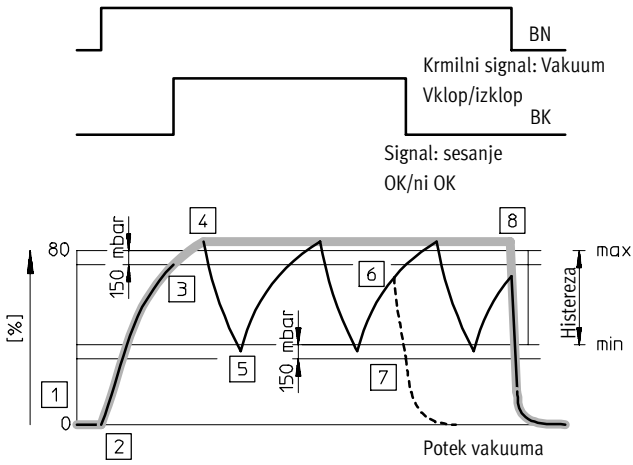 BN
Krmilni signal: Vakuum
Vklop/izklop
BK
Signal: sesanje
OK/ni OK
4
8
80
150 mbar
max
3
6
[%]
Histereza
min
5
150 mbar
7
1
0
2
Potek vakuuma